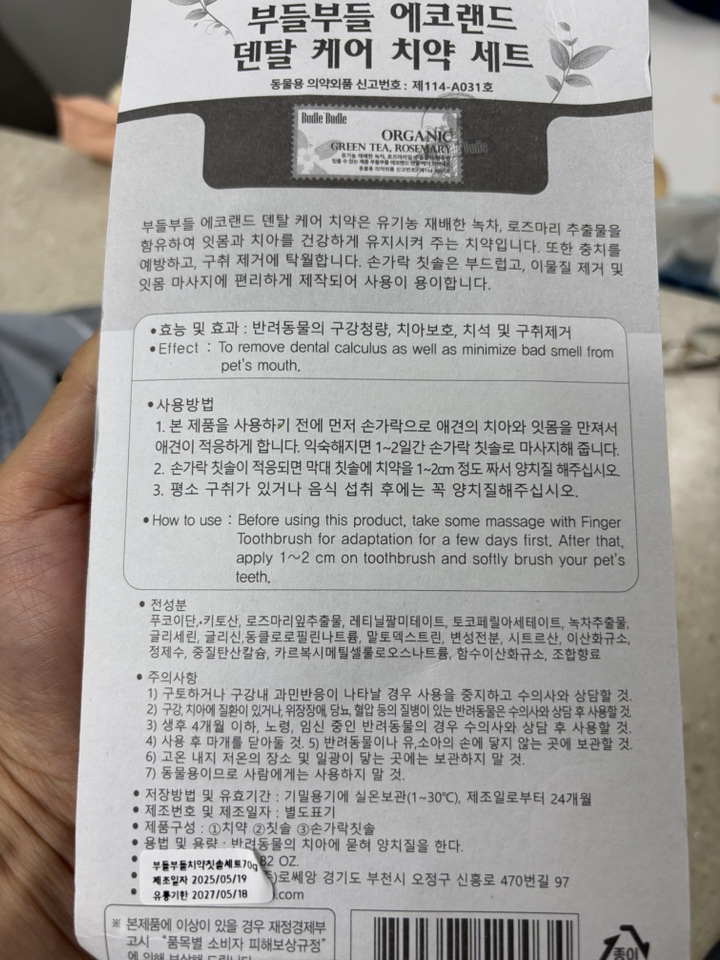 부들부들 에코랜드
덴탈 케어 치약 세트
동물용 의약외품 신고번호 : 제114-A031호
Budle Budle
ORGANIC
GREEN TEA, ROSEMARY
부들부들 에코랜드 덴탈 케어 치약은 유기농 재배한 녹차, 로즈마리 추출물을
함유하여 잇몸과 치아를 건강하게 유지시켜 주는 치약입니다. 또한 충치를
예방하고, 구취 제거에 탁월합니다. 손가락 칫솔은 부드럽고, 이물질 제거 및
잇몸 마사지에 편리하게 제작되어 사용이 용이합니다.
•효능 및 효과 : 반려동물의 구강청량, 치아보호, 치석 및 구취제거
•Effect : To remove dental calculus as well as minimize bad smell from
pet's mouth.
•사용방법
1. 본 제품을 사용하기 전에 먼저 손가락으로 애견의 치아와 잇몸을 만져서
애견이 적응하게 합니다. 익숙해지면 1~2일간 손가락 칫솔로 마사지해 줍니다.
2. 손가락 칫솔이 적응되면 막대 칫솔에 치약을 1~2cm 정도 짜서 양치질 해주십시오.
3. 평소 구취가 있거나 음식 섭취 후에는 꼭 양치질해주십시오.
•How to use : Before using this product, take some massage with Finger
Toothbrush for adaptation for a few days first. After that,
apply 1~2 cm on toothbrush and softly brush your pet's
teeth.
• 전성분
푸코이단,키토산, 로즈마리잎추출물, 레티닐팔미테이트, 토코페릴아세테이트, 녹차추출물,
글리세린, 글리신,동클로로필린나트륨, 말토덱스트린, 변성전분, 시트르산, 이산화규소,
정제수, 중질탄산칼슘, 카르복시메틸셀룰로오스나트륨, 함수이산화규소, 조합향료
• 주의사항
1) 구토하거나 구강내 과민반응이 나타날 경우 사용을 중지하고 수의사와 상담할 것.
2) 구강, 치아에 질환이 있거나, 위장장애, 당뇨, 혈압 등의 질병이 있는 반려동물은 수의사와 상담 후 사용할 것.
3) 생후 4개월 이하, 노령, 임신 중인 반려동물의 경우 수의사와 상담 후 사용할 것.
4) 사용 후 마개를 닫아둘 것. 5) 반려동물이나 유,소아의 손에 닿지 않는 곳에 보관할 것.
6) 고온 내지 저온의 장소 및 일광이 닿는 곳에는 보관하지 말 것.
7) 동물용이므로 사람에게는 사용하지 말 것.
• 저장방법 및 유효기간 : 기밀용기에 실온보관(1~30℃), 제조일로부터 24개월
• 제조번호 및 제조일자 : 별도표기
• 제품구성 : ①치약 ②칫솔 ③손가락칫솔
• 용법 및 용량 : 반려동물의 치아에 묻혀 양치질을 한다.
82 OZ.
로쎄앙 경기도 부천시 오정구 신흥로 470번길 97
.com
부들부들치약칫솔세트70g
제조일자 2025/05/19
유통기한 2027/05/18
※ 본제품에 이상이 있을 경우 재정경제부
고시 "품목별 소비자 피해보상규정"
에 의해 보상해 드립니다.
종이